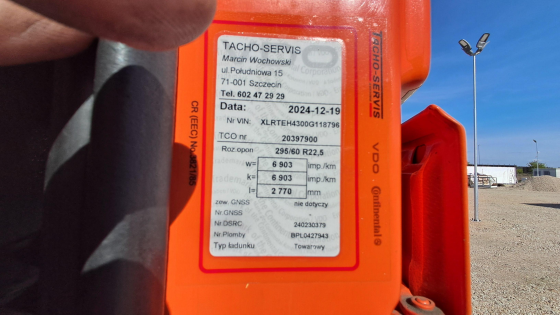 TACHO-SERVIS
Marcin Wochowski
ul.Południowa 15
71-001 Szczecin
Tel. 602 47 29 29
Data: 2024-12-19
Nr VIN: XLRTEH4300G118796
TCO nr 20397900
Roz.opon 295/60 R22,5
w= 6 903 imp./km
k= 6 903 imp./km
l= 2 770 mm
zew. GNSS nie dotyczy
Nr GNSS
Nr DSRC 240230379
Nr.Plomby BPL0427943
Typ ładunku Towarowy
TACHO-SERVIS
VDO
Continental
CR (EEC) No